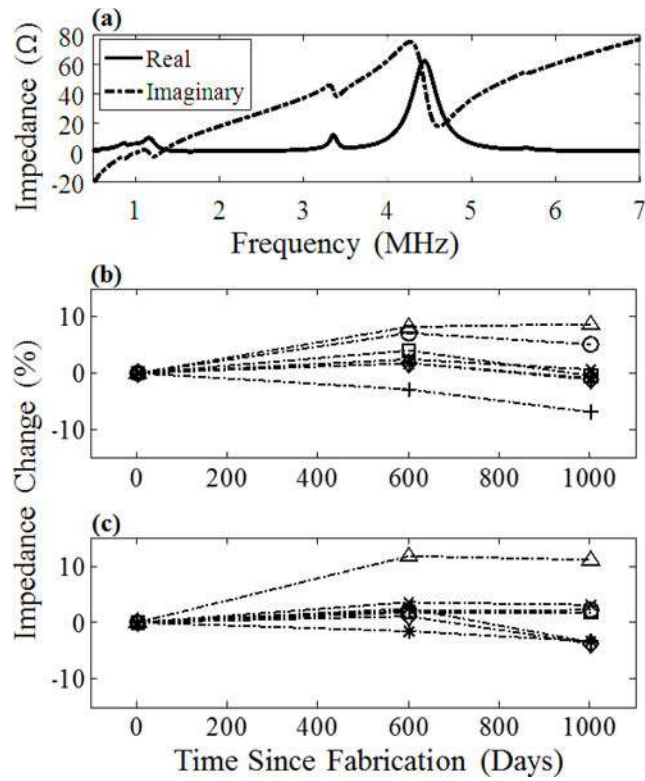 (a)
Impedance (Ω)
80
60
40
20
0
-20
Real
Imaginary
1 2 3 4 5 6 7
Frequency (MHz)
(b)
Impedance Change (%)
10
0
-10
0 200 400 600 800 1000
(c)
10
0
-10
0 200 400 600 800 1000
Time Since Fabrication (Days)